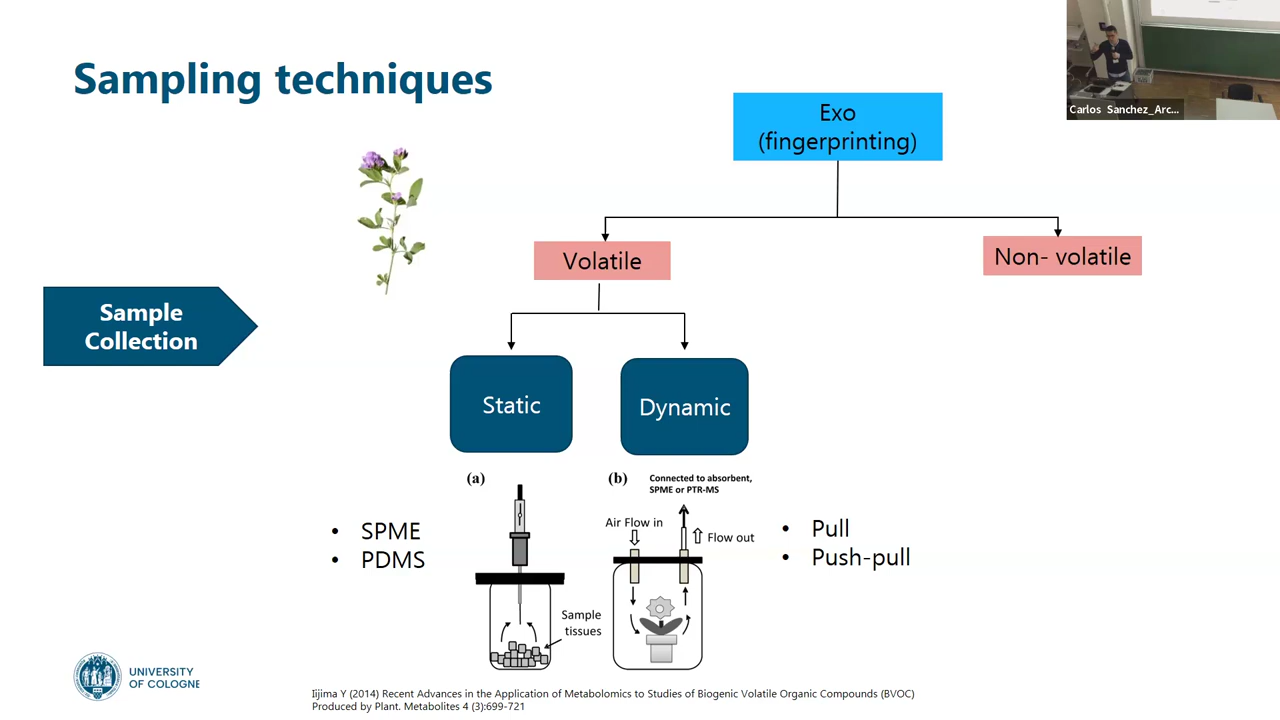 Sampling techniques
Carlos Sanchez_Arc...
Exo
(fingerprinting)
Volatile
Non- volatile
Sample
Collection
Static
Dynamic
(a)
(b)
Connected to absorbent,
SPME or PTR-MS
Air Flow in
Flow out
• SPME
• PDMS
• Pull
• Push-pull
Sample
tissues
UNIVERSITY
OF COLOGNE
Iijima Y (2014) Recent Advances in the Application of Metabolomics to Studies of Biogenic Volatile Organic Compounds (BVOC)
Produced by Plant. Metabolites 4 (3):699-721